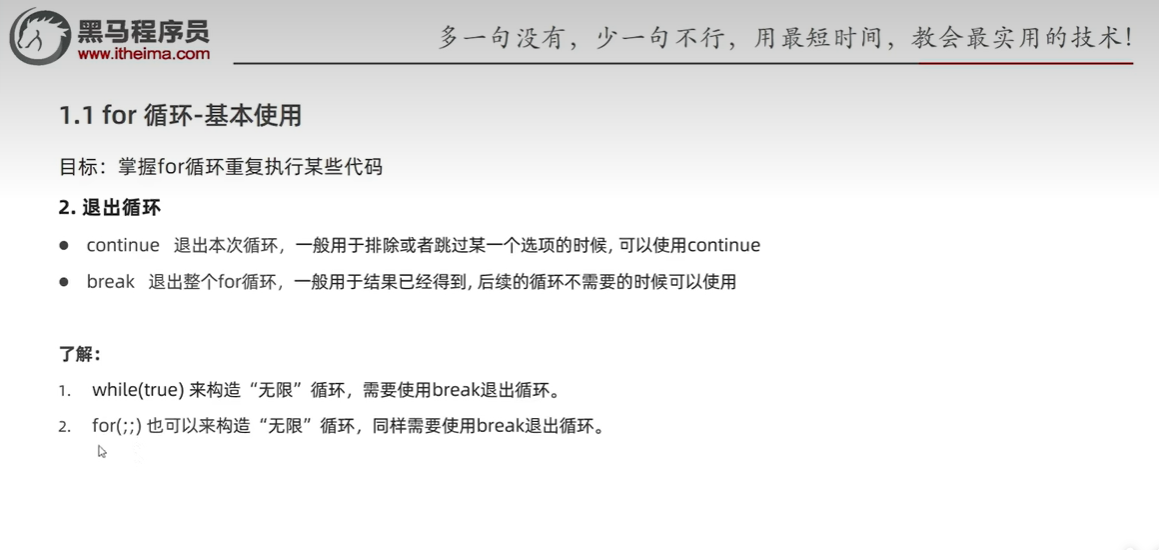 黑马程序员
www.itheima.com
多一句没有，少一句不行，用最短时间，教会最实用的技术！
1.1 for 循环-基本使用
目标：掌握for循环重复执行某些代码
2. 退出循环
● continue 退出本次循环，一般用于排除或者跳过某一个选项的时候, 可以使用continue
● break 退出整个for循环，一般用于结果已经得到, 后续的循环不需要的时候可以使用
了解：
1. while(true) 来构造“无限”循环，需要使用break退出循环。
2. for(;;) 也可以来构造“无限”循环，同样需要使用break退出循环。